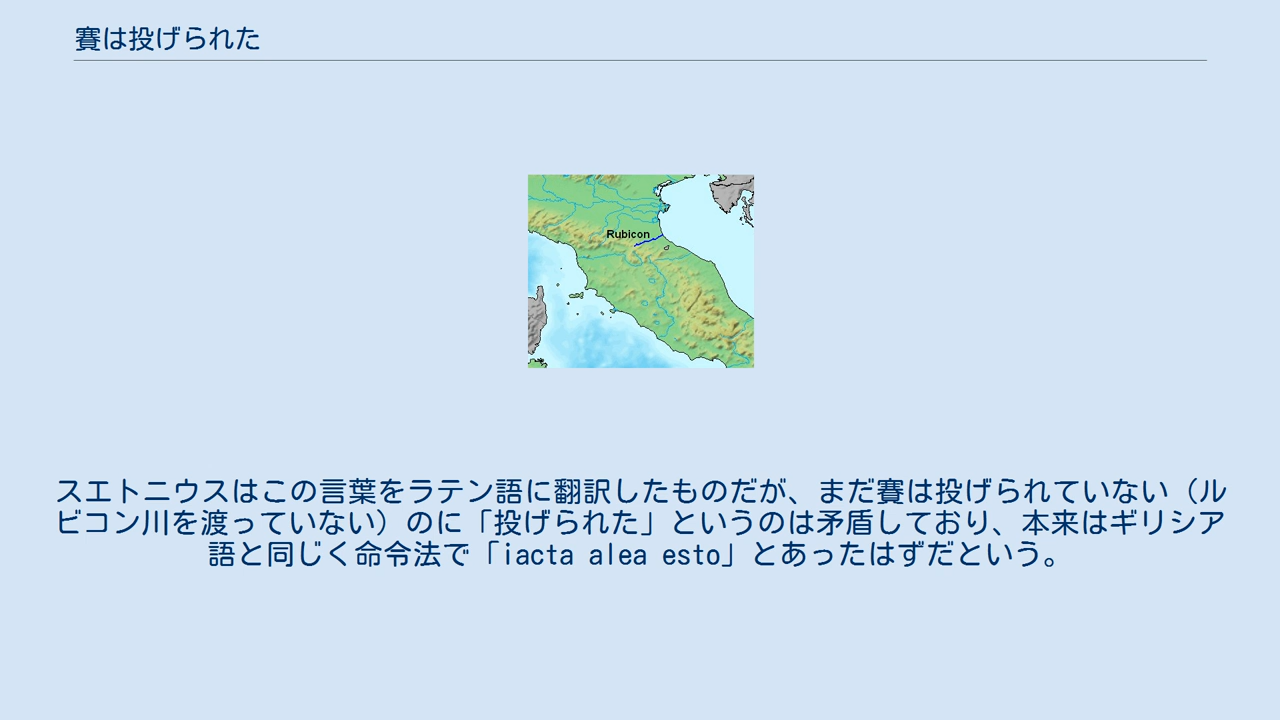 賽は投げられた
Rubicon
スエトニウスはこの言葉をラテン語に翻訳したものだが、まだ賽は投げられていない（ル
ビコン川を渡っていない）のに「投げられた」というのは矛盾しており、本来はギリシア
語と同じく命令法で「iacta alea esto」とあったはずだという。